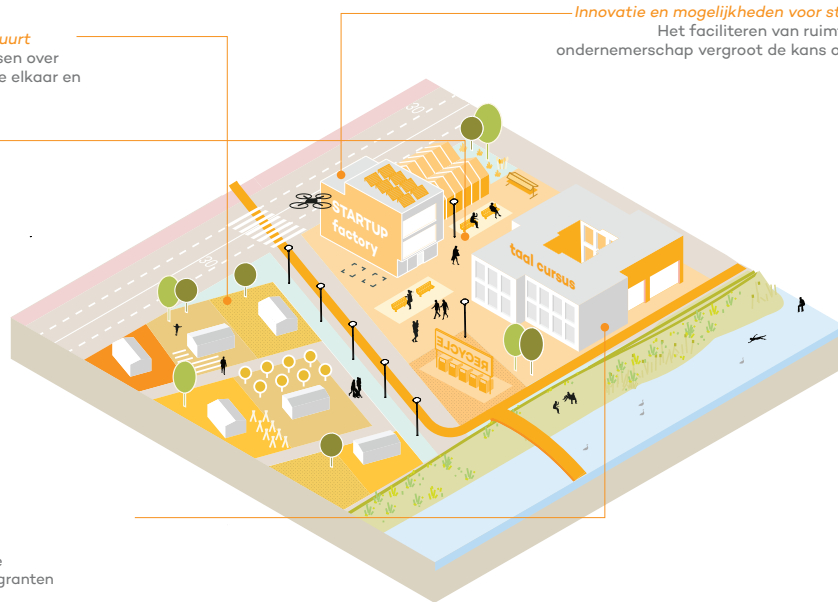 uurt
sen over
e elkaar en
Innovatie en mogelijkheden voor st
Het faciliteren van ruim
ondernemerschap vergroot de kans o
30
30
STARTUP
factory
taal cursus
RECYCLE
e
granten